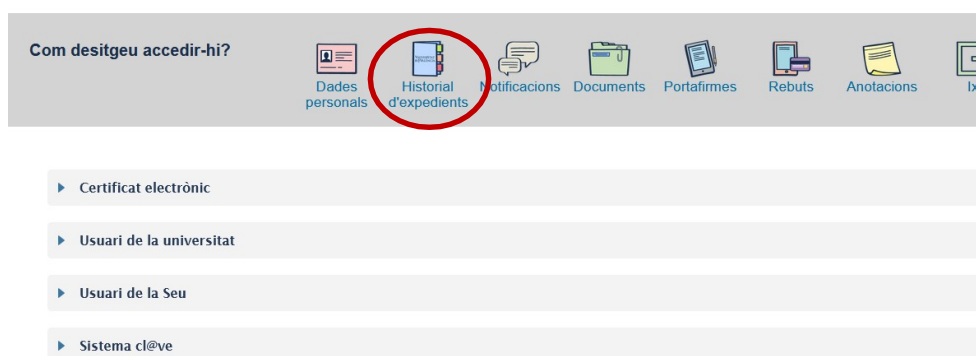 Com desitgeu accedir-hi?
Dades personals
Historial d'expedients
Notificacions
Documents
Portafirmes
Rebuts
Anotacions
Certificat electrònic
Usuari de la universitat
Usuari de la Seu
Sistema cl@ve